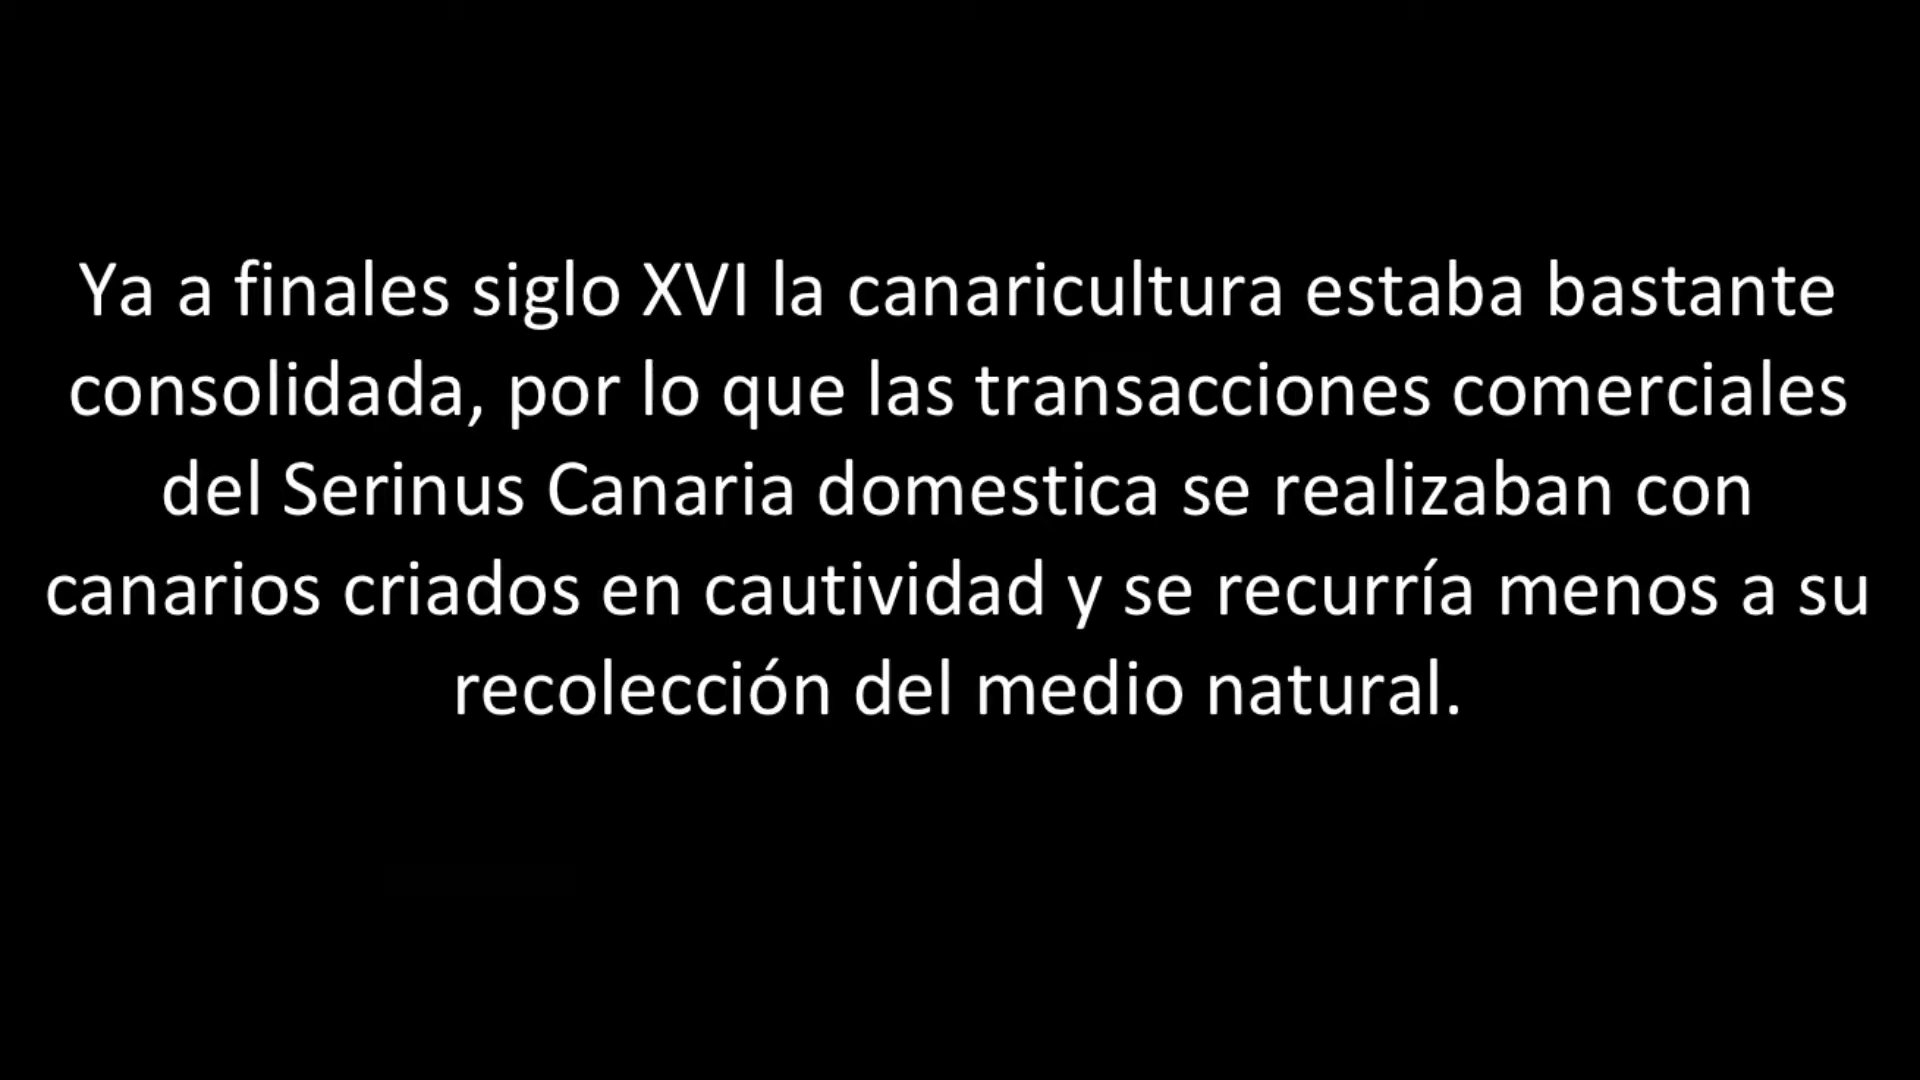 Ya a finales siglo XVI la canaricultura estaba bastante
consolidada, por lo que las transacciones comerciales
del Serinus Canaria domestica se realizaban con
canarios criados en cautividad y se recurría menos a su
recolección del medio natural.